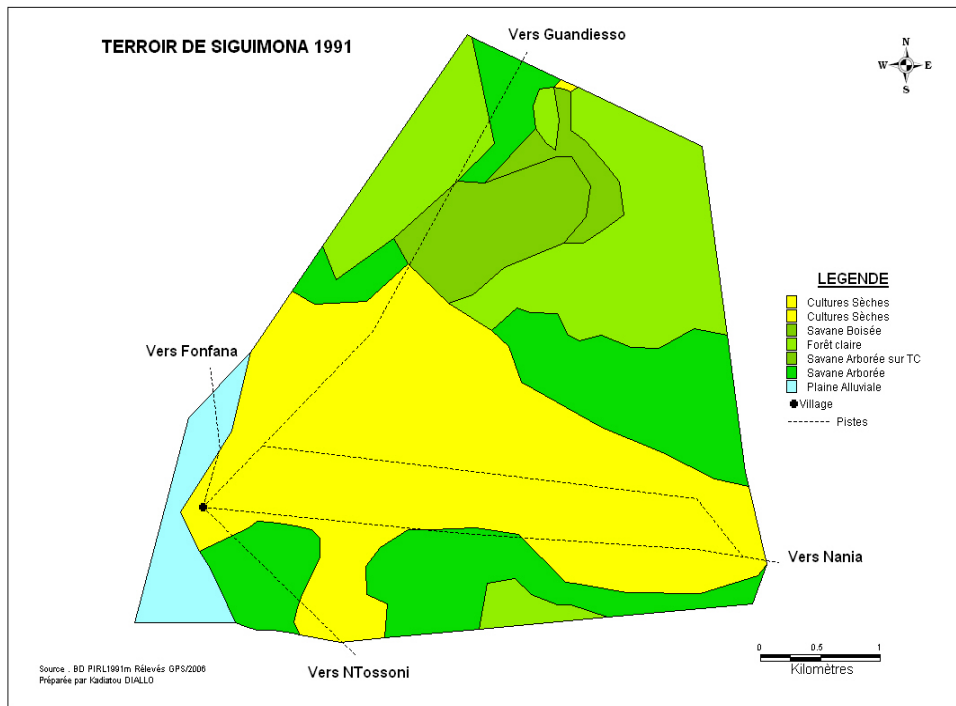 TERROIR DE SIGUIMONA 1991
Vers Guandiesso
N
W E
S
Vers Fonfana
LEGENDE
Cultures Sèches
Cultures Sèches
Savane Boisée
Forêt claire
Savane Arborée sur TC
Savane Arborée
Plaine Alluviale
Village
Pistes
Vers Nania
Vers NTossoni
0 0.5 1
Kilomètres
Source . BD PIRL1991m Rélevés GPS/2006
Préparée par Kadiatou DIALLO